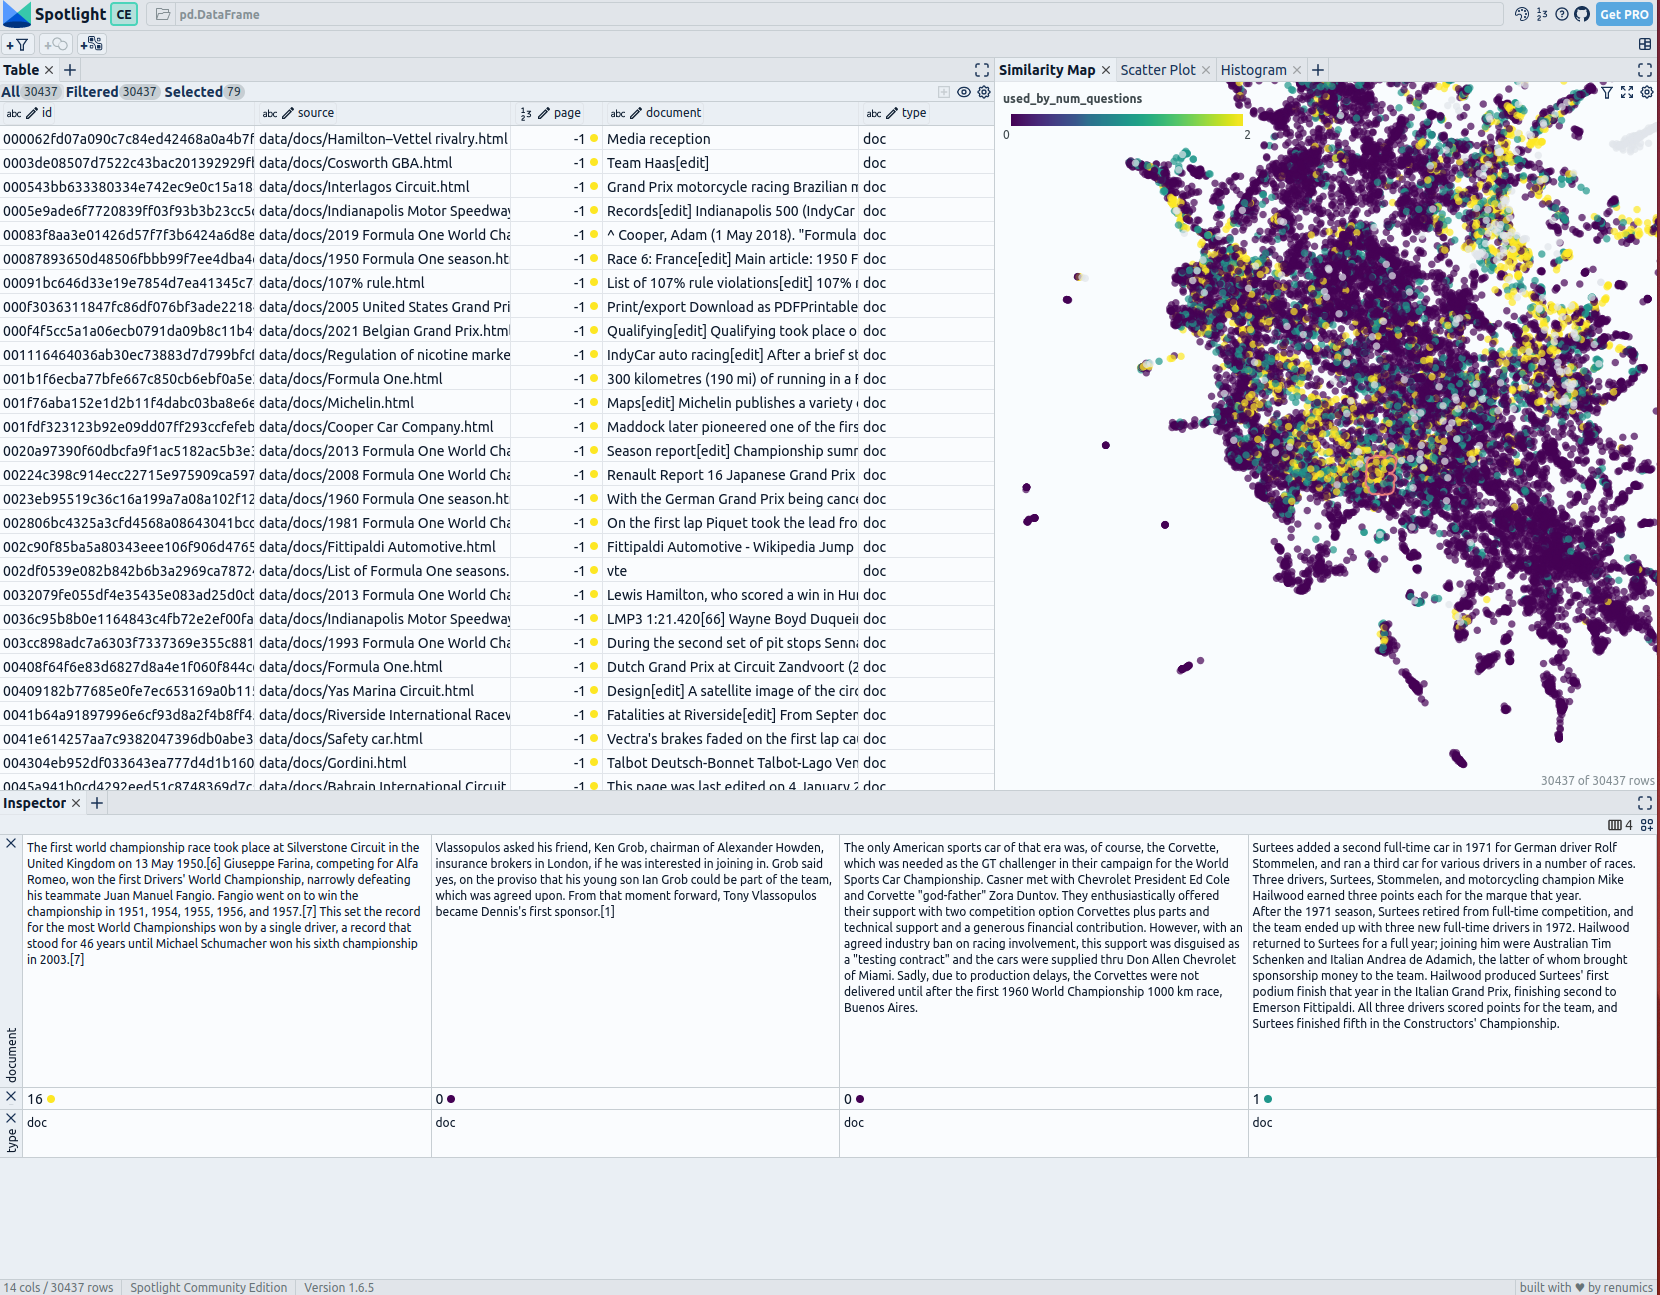 Spotlight CE pd.DataFrame Get PRO
Table
All 30437 Filtered 30437 Selected 79
abc id abc source 123 page abc document abc type
000062fd07a090c7c84ed42468a0a4b7f data/docs/Hamilton–Vettel rivalry.html -1 Media reception doc
0003de08507d7522c43bac201392929fl data/docs/Cosworth GBA.html -1 Team Haas[edit] doc
000543bb633380334e742ec9e0c15a18 data/docs/Interlagos Circuit.html -1 Grand Prix motorcycle racing Brazilian doc
0005e9ade6f7720839ff03f93b3b23cc5 data/docs/Indianapolis Motor Speedway -1 Records[edit] Indianapolis 500 (IndyCar doc
00083f8aa3e01426d57f7f3b6424a6d8e data/docs/2019 Formula One World Cha -1 ^ Cooper, Adam (1 May 2018). "Formula doc
00087893650d48506fbbb99f7ee4dba4 data/docs/1950 Formula One season.ht -1 Race 6: France[edit] Main article: 1950 F doc
00091bc646d33e19e7854d7ea41345c7 data/docs/107% rule.html -1 List of 107% rule violations[edit] 107% doc
000f3036311847fc86df076bf3ade2218 data/docs/2005 United States Grand Pri -1 Print/export Download as PDFPrintable doc
000f4f5cc5a1a06ecb0791da09b8c11b4 data/docs/2021 Belgian Grand Prix.html -1 Qualifying[edit] Qualifying took place o doc
001116464036ab30ec73883d7d799bfc data/docs/Regulation of nicotine marke -1 IndyCar auto racing[edit] After a brief st doc
001b1f6ecba77bfe667c850cb6ebf0a5e data/docs/Formula One.html -1 300 kilometres (190 mi) of running in a doc
001f76aba152e1d2b11f4dabc03ba8e6e data/docs/Michelin.html -1 Maps[edit] Michelin publishes a variety doc
001fdf323123b92e09dd07ff293ccfefeb data/docs/Cooper Car Company.html -1 Maddock later pioneered one of the firs doc
0020a97390f60dbcfa9f1ac5182ac5b3e data/docs/2013 Formula One World Cha -1 Season report[edit] Championship summ doc
00224c398c914ecc22715e975909ca597 data/docs/2008 Formula One World Cha -1 Renault Report 16 Japanese Grand Prix doc
0023eb95519c36c16a199a7a08a102f12 data/docs/1960 Formula One season.ht -1 With the German Grand Prix being cance doc
002806bc4325a3cfd4568a08643041bcc data/docs/1981 Formula One World Cha -1 On the first lap Piquet took the lead fro doc
002c90f85ba5a80343eee106f906d4765 data/docs/Fittipaldi Automotive.html -1 Fittipaldi Automotive - Wikipedia Jump doc
002df0539e082b842b6b3a2969ca7872 data/docs/List of Formula One seasons. -1 vte doc
0032079fe055df4e35435e083ad25d0cl data/docs/2013 Formula One World Cha -1 Lewis Hamilton, who scored a win in Hu doc
0036c95b8b0e1164843c4fb72e2ef00fa data/docs/Indianapolis Motor Speedway -1 LMP3 1:21.420[66] Wayne Boyd Duquei doc
003cc898adc7a6303f7337369e355c881 data/docs/1993 Formula One World Cha -1 During the second set of pit stops Senn doc
00408f64f6e83d6827d8a4e1f060f844c data/docs/Formula One.html -1 Dutch Grand Prix at Circuit Zandvoort (2 doc
00409182b77685e0fe7ec653169a0b11 data/docs/Yas Marina Circuit.html -1 Design[edit] A satellite image of the circ doc
0041b64a91897996e6cf93d8a2f4b8ff4 data/docs/Riverside International Racew -1 Fatalities at Riverside[edit] From Septem doc
0041e614257aa7c9382047396db0abe3 data/docs/Safety car.html -1 Vectra's brakes faded on the first lap ca doc
004304eb952df033643ea777d4d1b160 data/docs/Gordini.html -1 Talbot Deutsch-Bonnet Talbot-Lago Ven doc
0045a941b0cd4292eed51c8748369d7c data/docs/Bahrain International Circuit -1 This page was last edited on 4 January 2 doc
Similarity Map Scatter Plot Histogram
used_by_num_questions
0 2
30437 of 30437 rows
Inspector
4
document
The first world championship race took place at Silverstone Circuit in the
United Kingdom on 13 May 1950.[6] Giuseppe Farina, competing for Alfa
Romeo, won the first Drivers' World Championship, narrowly defeating
his teammate Juan Manuel Fangio. Fangio went on to win the
championship in 1951, 1954, 1955, 1956, and 1957.[7] This set the record
for the most World Championships won by a single driver, a record that
stood for 46 years until Michael Schumacher won his sixth championship
in 2003.[7]
Vlassopulos asked his friend, Ken Grob, chairman of Alexander Howden,
insurance brokers in London, if he was interested in joining in. Grob said
yes, on the proviso that his young son Ian Grob could be part of the team,
which was agreed upon. From that moment forward, Tony Vlassopulos
became Dennis's first sponsor.[1]
The only American sports car of that era was, of course, the Corvette,
which was needed as the GT challenger in their campaign for the World
Sports Car Championship. Casner met with Chevrolet President Ed Cole
and Corvette "god-father" Zora Duntov. They enthusiastically offered
their support with two competition option Corvettes plus parts and
technical support and a generous financial contribution. However, with an
agreed industry ban on racing involvement, this support was disguised as
a "testing contract" and the cars were supplied thru Don Allen Chevrolet
of Miami. Sadly, due to production delays, the Corvettes were not
delivered until after the first 1960 World Championship 1000 km race,
Buenos Aires.
Surtees added a second full-time car in 1971 for German driver Rolf
Stommelen, and ran a third car for various drivers in a number of races.
Three drivers, Surtees, Stommelen, and motorcycling champion Mike
Hailwood earned three points each for the marque that year.
After the 1971 season, Surtees retired from full-time competition, and
the team ended up with three new full-time drivers in 1972. Hailwood
returned to Surtees for a full year; joining him were Australian Tim
Schenken and Italian Andrea de Adamich, the latter of whom brought
sponsorship money to the team. Hailwood produced Surtees' first
podium finish that year in the Italian Grand Prix, finishing second to
Emerson Fittipaldi. All three drivers scored points for the team, and
Surtees finished fifth in the Constructors' Championship.
16 0 0 1
type
doc doc doc doc
14 cols / 30437 rows Spotlight Community Edition Version 1.6.5 built with ♥ by renumics